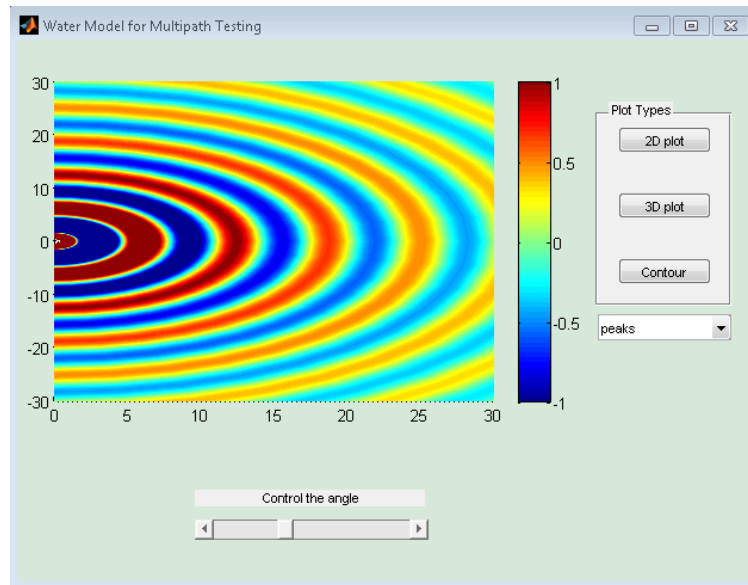 Water Model for Multipath Testing
30
20
10
0
-10
-20
-30
0 5 10 15 20 25 30
1
0.5
0
-0.5
-1
Plot Types
2D plot
3D plot
Contour
peaks
Control the angle